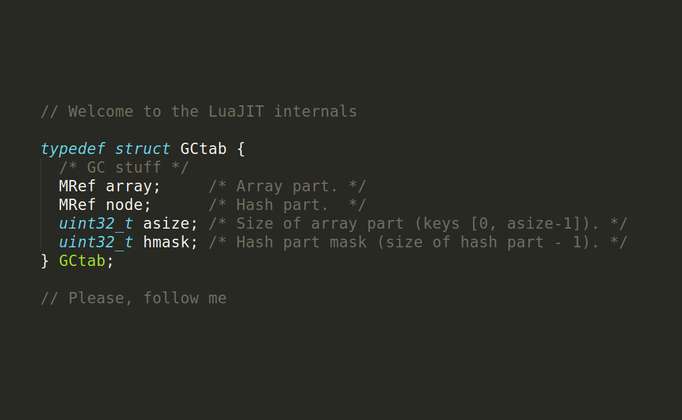 // Welcome to the LuaJIT internals
typedef struct GCtab {
/* GC stuff */
MRef array; /* Array part. */
MRef node; /* Hash part. */
uint32_t asize; /* Size of array part (keys [0, asize-1]). */
uint32_t hmask; /* Hash part mask (size of hash part - 1). */
} GCtab;
// Please, follow me